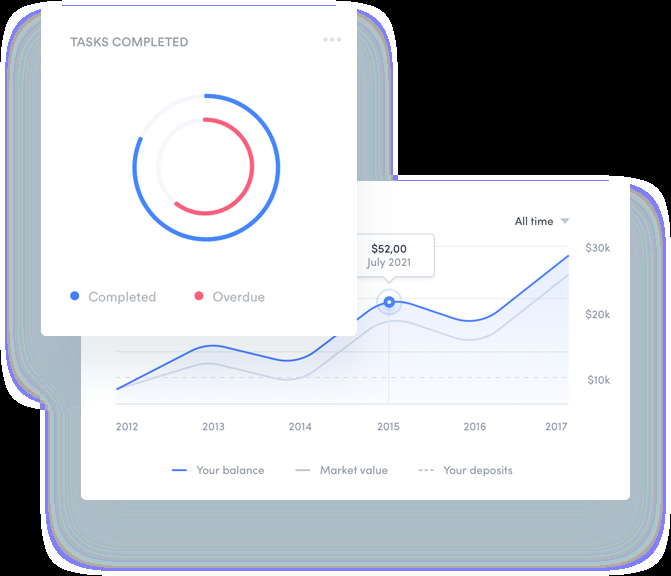 TASKS COMPLETED
Completed
Overdue
All time
$52,00
July 2021
$30k
$20k
$10k
2012 2013 2014 2015 2016 2017
Your balance Market value Your deposits